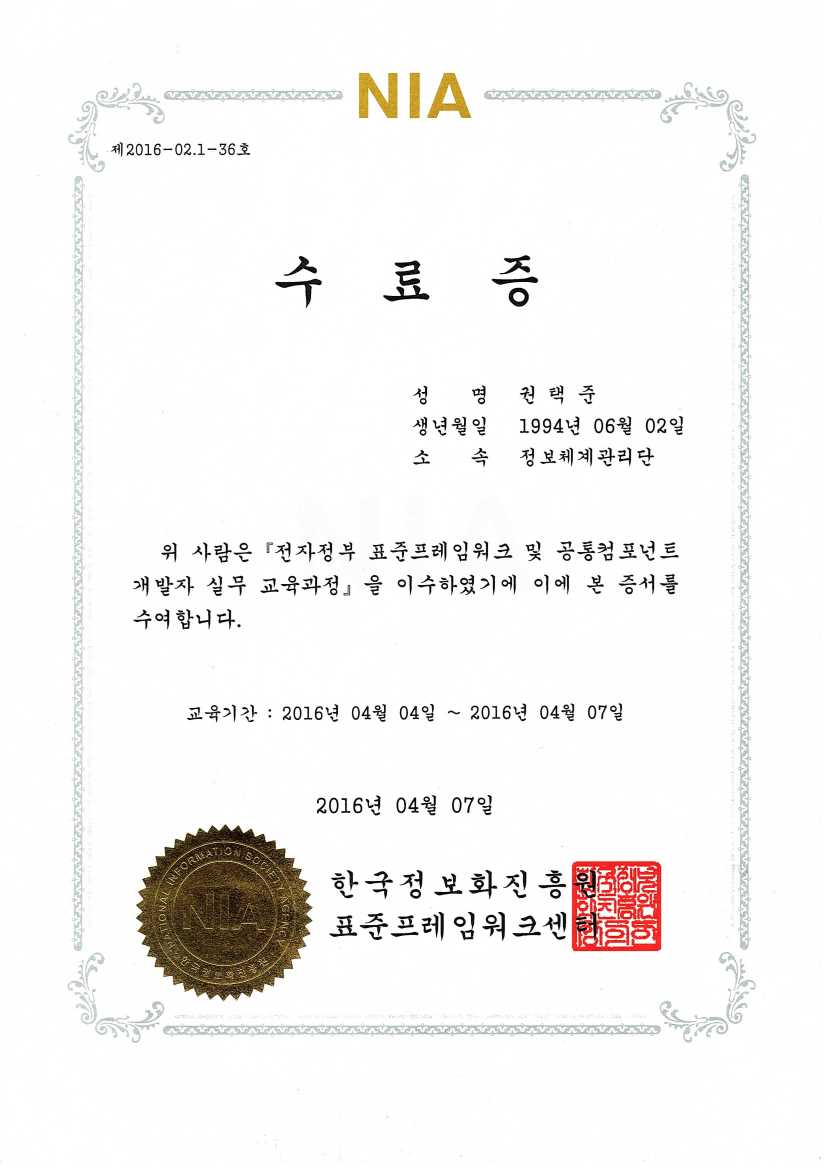 NIA
제2016-02.1-36호
수 료 증
성 명 권 택 준
생년월일 1994년 06월 02일
소 속 정보체계관리단
위 사람은『전자정부 표준프레임워크 및 공통컴포넌트
개발자 실무 교육과정』을 이수하였기에 이에 본 증서를
수여합니다.
교육기간 : 2016년 04월 04일 ~ 2016년 04월 07일
2016년 04월 07일
한국정보화진흥원
표준프레임워크센터
NATIONAL INFORMATION SOCIETY AGENCY
NIA
한국정보화진흥원